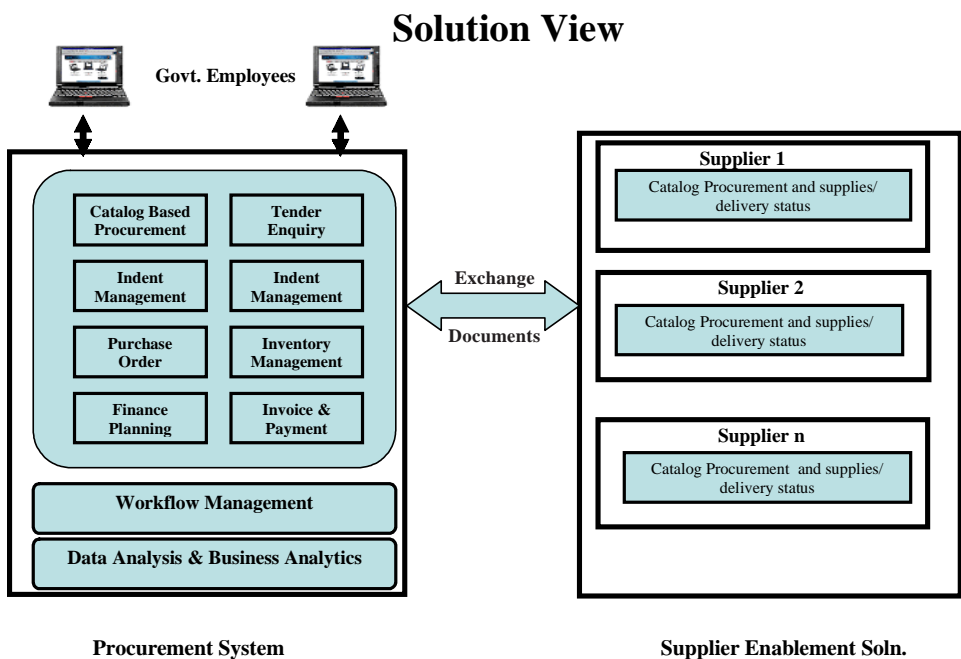 Solution View
Govt. Employees
Catalog Based
Procurement
Tender
Enquiry
Indent
Management
Indent
Management
Purchase
Order
Inventory
Management
Finance
Planning
Invoice &
Payment
Workflow Management
Data Analysis & Business Analytics
Exchange
Documents
Supplier 1
Catalog Procurement and supplies/
delivery status
Supplier 2
Catalog Procurement and supplies/
delivery status
Supplier n
Catalog Procurement and supplies/
delivery status
Procurement System
Supplier Enablement Soln.